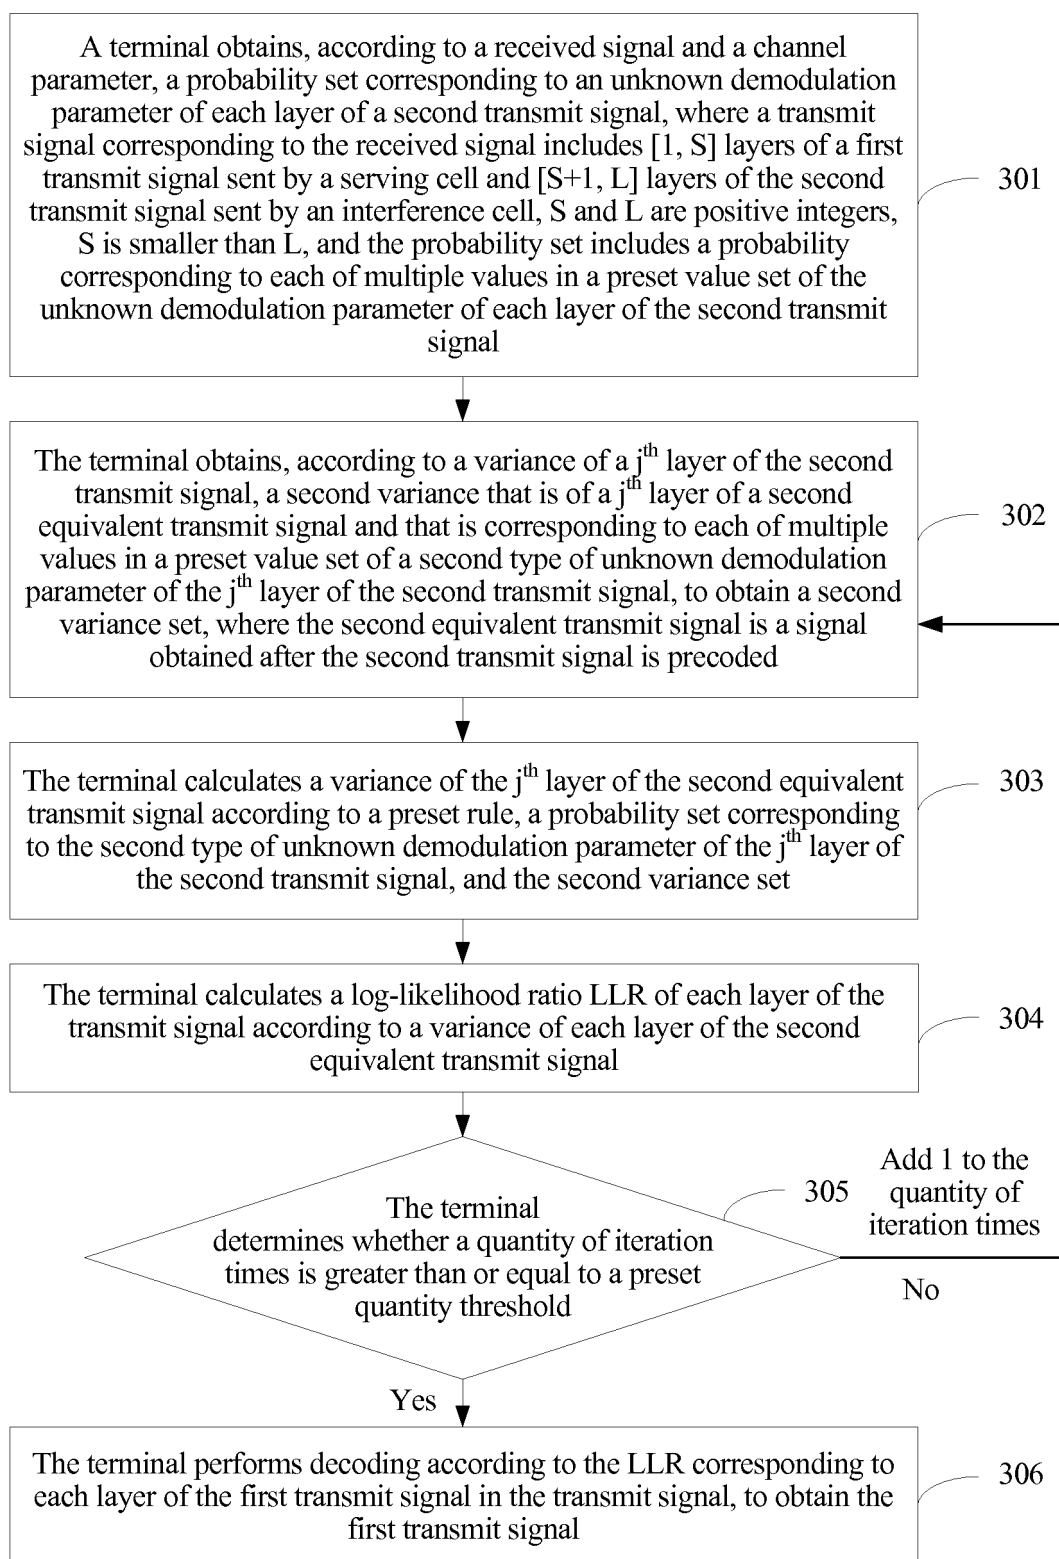 A terminal obtains, according to a received signal and a channel
parameter, a probability set corresponding to an unknown demodulation
parameter of each layer of a second transmit signal, where a transmit
signal corresponding to the received signal includes [1, S] layers of a first
transmit signal sent by a serving cell and [S+1, L] layers of the second
transmit signal sent by an interference cell, S and L are positive integers,
S is smaller than L, and the probability set includes a probability
corresponding to each of multiple values in a preset value set of the
unknown demodulation parameter of each layer of the second transmit
signal
301
The terminal obtains, according to a variance of a jth layer of the second
transmit signal, a second variance that is of a jth layer of a second
equivalent transmit signal and that is corresponding to each of multiple
values in a preset value set of a second type of unknown demodulation
parameter of the jth layer of the second transmit signal, to obtain a second
variance set, where the second equivalent transmit signal is a signal
obtained after the second transmit signal is precoded
302
The terminal calculates a variance of the jth layer of the second equivalent
transmit signal according to a preset rule, a probability set corresponding
to the second type of unknown demodulation parameter of the jth layer of
the second transmit signal, and the second variance set
303
The terminal calculates a log-likelihood ratio LLR of each layer of the
transmit signal according to a variance of each layer of the second
equivalent transmit signal
304
The terminal
determines whether a quantity of iteration
times is greater than or equal to a preset
quantity threshold
305
Add 1 to the
quantity of
iteration times
No
Yes
The terminal performs decoding according to the LLR corresponding to
each layer of the first transmit signal in the transmit signal, to obtain the
first transmit signal
306